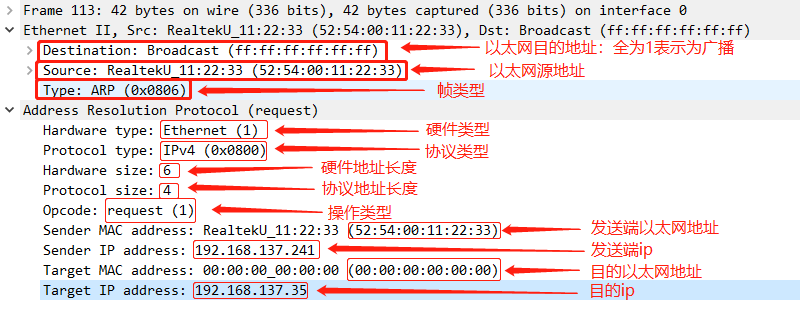 Frame 113: 42 bytes on wire (336 bits), 42 bytes captured (336 bits) on interface 0
Ethernet II, Src: RealtekU_11:22:33 (52:54:00:11:22:33), Dst: Broadcast (ff:ff:ff:ff:ff:ff)
Destination: Broadcast (ff:ff:ff:ff:ff:ff) 以太网目的地址：全为1表示为广播
Source: RealtekU_11:22:33 (52:54:00:11:22:33) 以太网源地址
Type: ARP (0x0806) 帧类型
Address Resolution Protocol (request)
Hardware type: Ethernet (1) 硬件类型
Protocol type: IPv4 (0x0800) 协议类型
Hardware size: 6 硬件地址长度
Protocol size: 4 协议地址长度
Opcode: request (1) 操作类型
Sender MAC address: RealtekU_11:22:33 (52:54:00:11:22:33) 发送端以太网地址
Sender IP address: 192.168.137.241 发送端ip
Target MAC address: 00:00:00_00:00:00 (00:00:00:00:00:00) 目的以太网地址
Target IP address: 192.168.137.35 目的ip